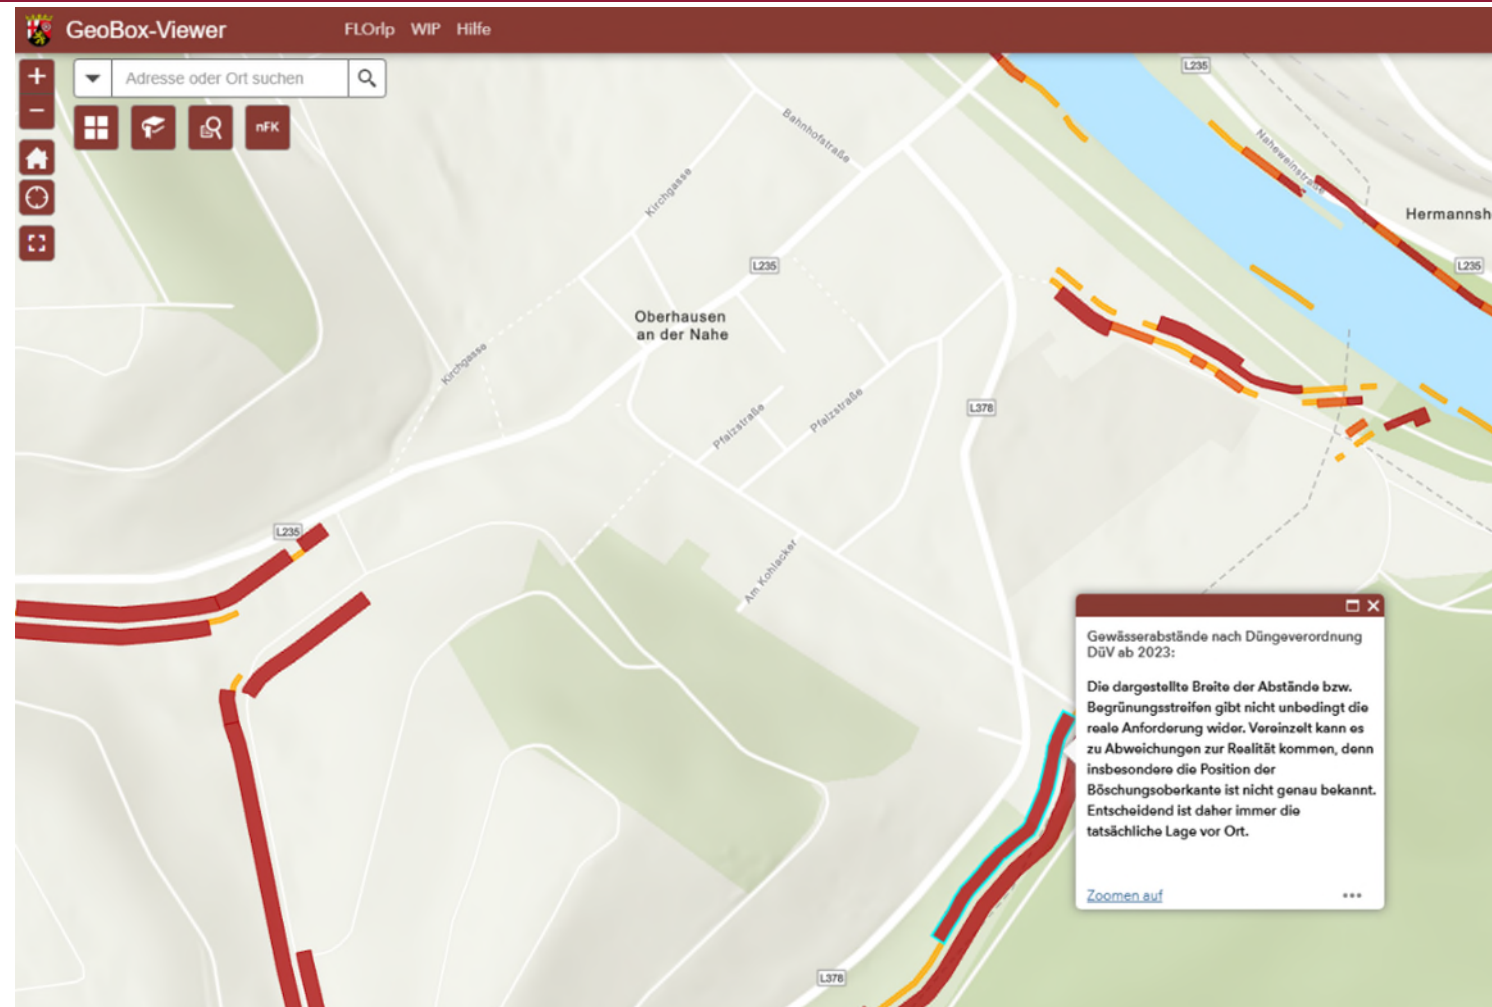 GeoBox-Viewer
FLOrlp WIP Hilfe
Adresse oder Ort suchen
nFK
L235
Bahnhofstraße
Naheweinstraße
Kirchgasse
Hermannsh
L235
L235
Oberhausen
an der Nahe
Kirchgasse
Pfalzstraße
Pfalzstraße
L378
L235
Am Kohlacker
Gewässerabstände nach Düngeverordnung
DüV ab 2023:
Die dargestellte Breite der Abstände bzw.
Begrünungsstreifen gibt nicht unbedingt die
reale Anforderung wider. Vereinzelt kann es
zu Abweichungen zur Realität kommen, denn
insbesondere die Position der
Böschungsoberkante ist nicht genau bekannt.
Entscheidend ist daher immer die
tatsächliche Lage vor Ort.
Zoomen auf
L378